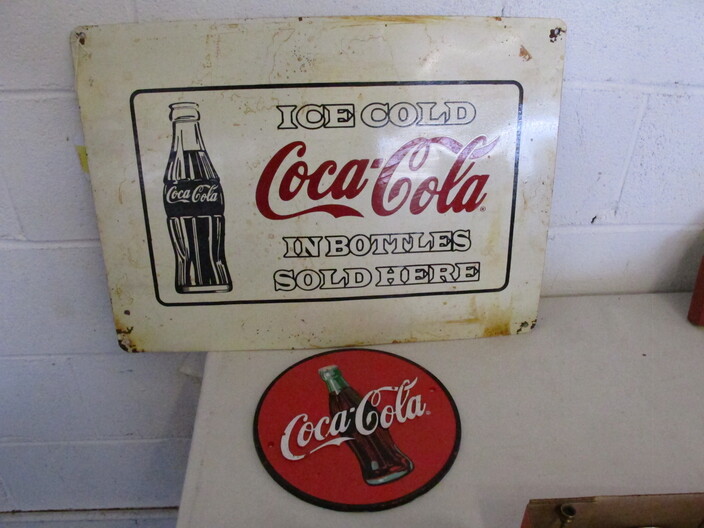 ICE COLD
Coca-Cola
Coca-Cola
IN BOTTLES
SOLD HERE
Coca-Cola